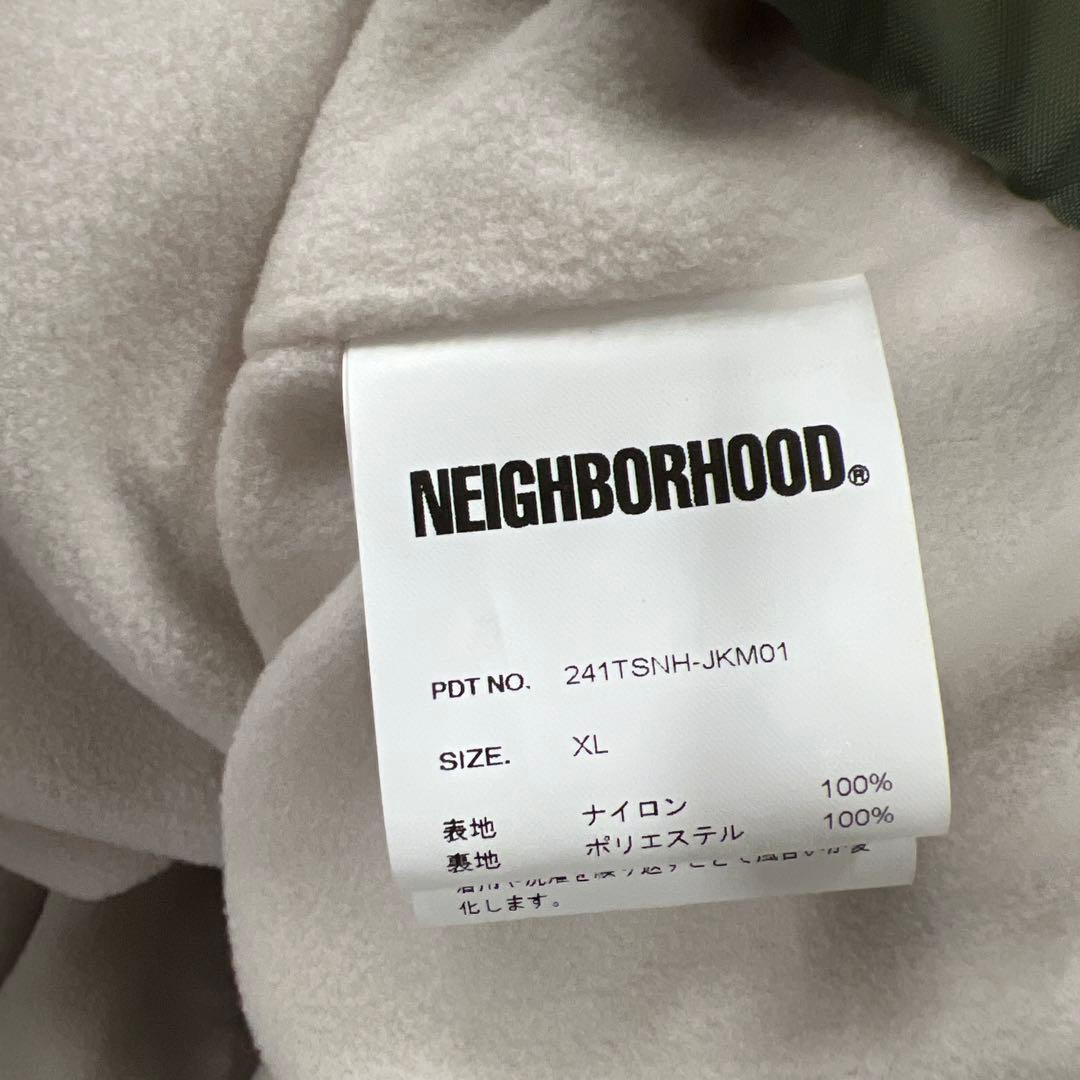 NEIGHBORHOOD®
PDT NO. 241TSNH-JKM01
SIZE. XL
表地 ナイロン 100%
裏地 ポリエステル 100%
化します。